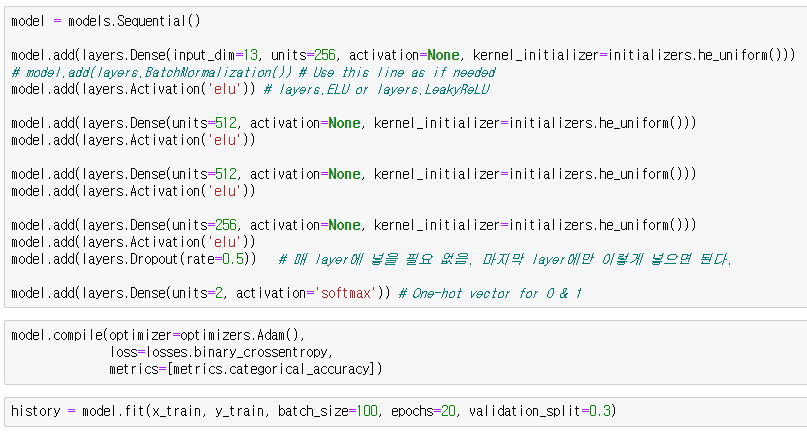 model = models.Sequential()
model.add(layers.Dense(input_dim=13, units=256, activation=None, kernel_initializer=initializers.he_uniform()))
# model.add(layers.BatchNormalization()) # Use this line as if needed
model.add(layers.Activation('elu')) # layers.ELU or layers.LeakyReLU
model.add(layers.Dense(units=512, activation=None, kernel_initializer=initializers.he_uniform()))
model.add(layers.Activation('elu'))
model.add(layers.Dense(units=512, activation=None, kernel_initializer=initializers.he_uniform()))
model.add(layers.Activation('elu'))
model.add(layers.Dense(units=256, activation=None, kernel_initializer=initializers.he_uniform()))
model.add(layers.Activation('elu'))
model.add(layers.Dropout(rate=0.5)) # 매 layer에 넣을 필요 없음. 마지막 layer에만 이렇게 넣으면 된다.
model.add(layers.Dense(units=2, activation='softmax')) # One-hot vector for 0 & 1
model.compile(optimizer=optimizers.Adam(),
loss=losses.binary_crossentropy,
metrics=[metrics.categorical_accuracy])
history = model.fit(x_train, y_train, batch_size=100, epochs=20, validation_split=0.3)